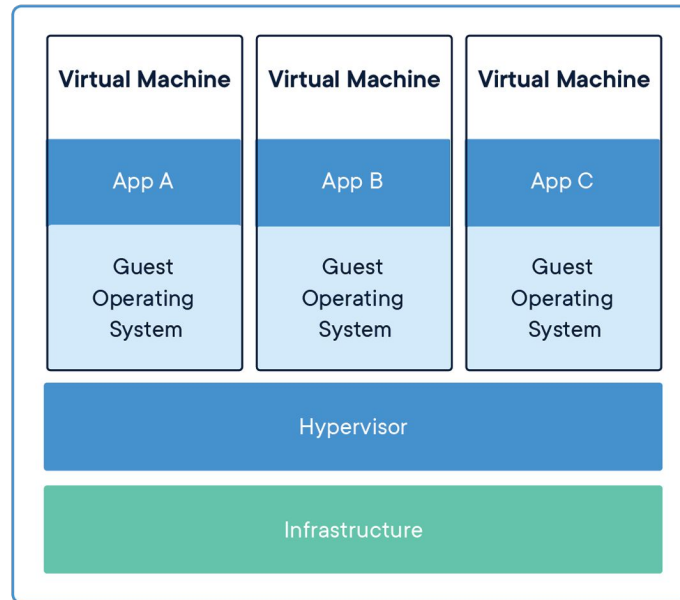 Virtual Machine
Virtual Machine
Virtual Machine
App A
App B
App C
Guest
Operating
System
Guest
Operating
System
Guest
Operating
System
Hypervisor
Infrastructure